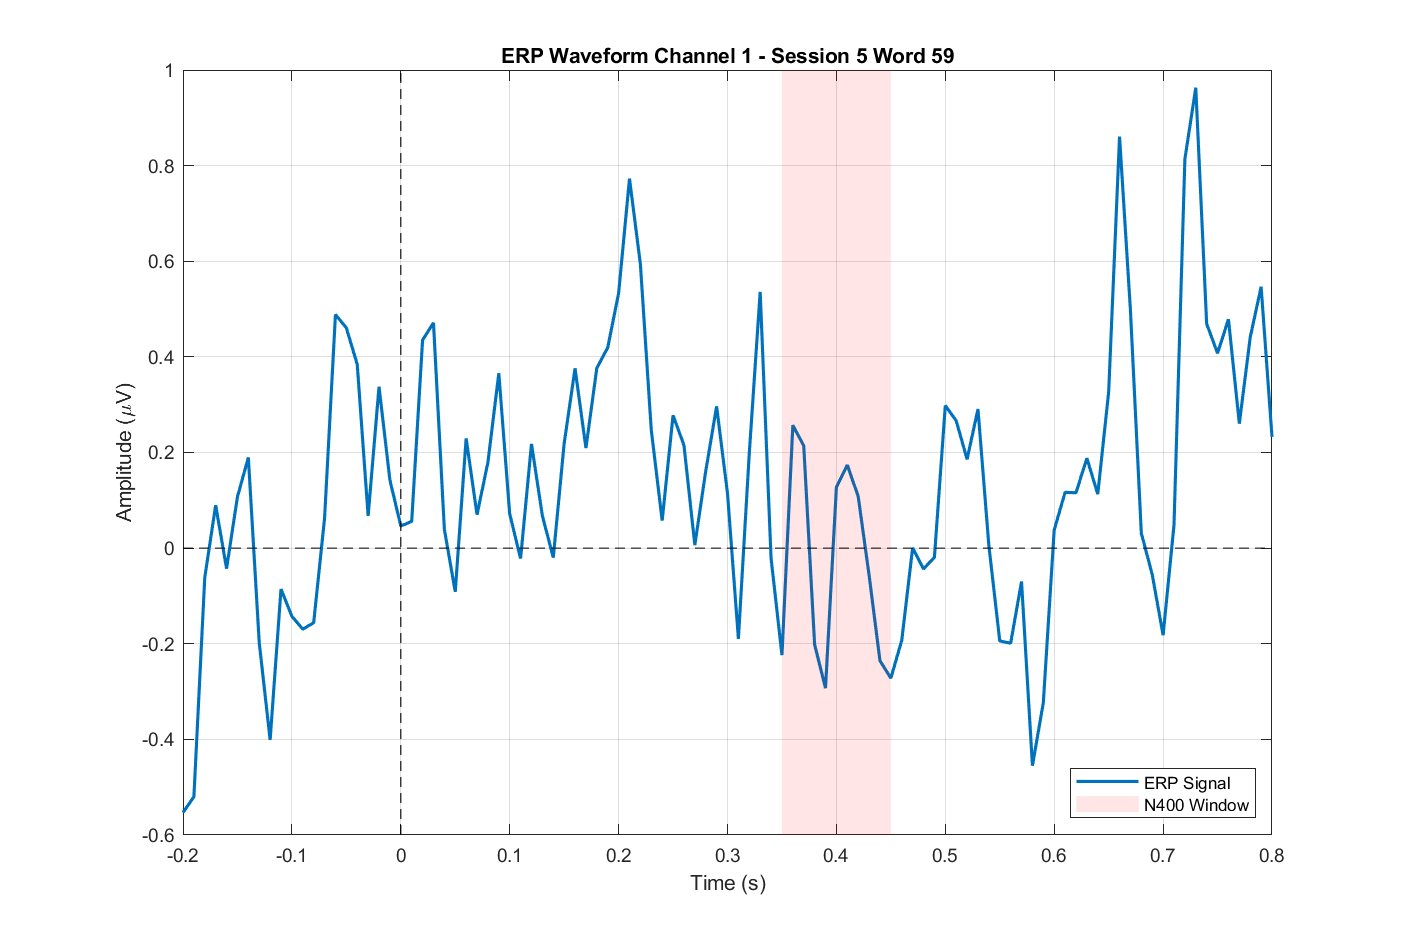 ERP Waveform Channel 1 - Session 5 Word 59
Amplitude (μV)
1
0.8
0.6
0.4
0.2
0
-0.2
-0.4
-0.6
-0.2 -0.1 0 0.1 0.2 0.3 0.4 0.5 0.6 0.7 0.8
Time (s)
ERP Signal
N400 Window